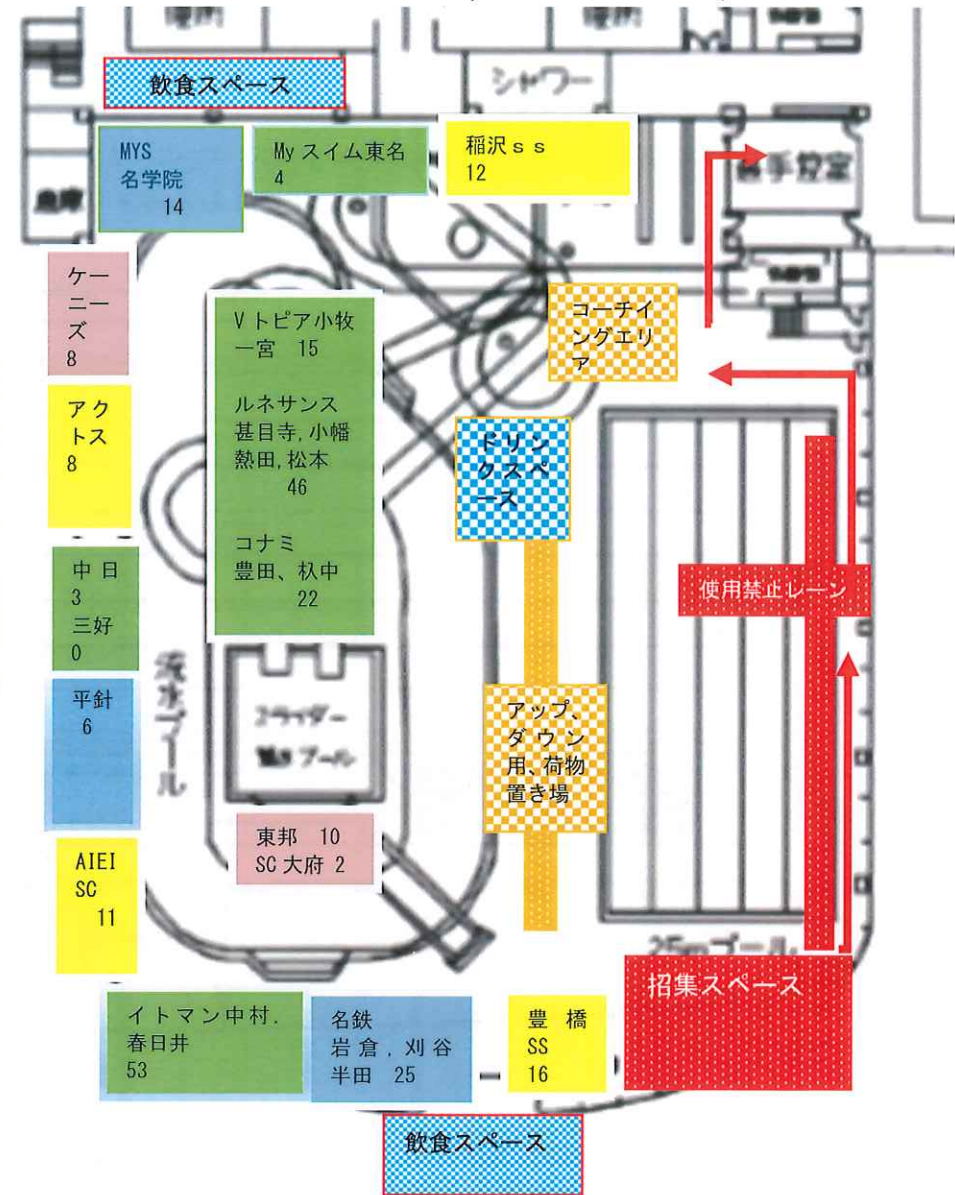 飲食スペース
シャワー
MYS
名学院
14
Myスイム東名
4
稲沢ss
12
ケー
ニー
ズ
8
Vトピア小牧
一宮 15
ルネサンス
甚目寺,小幡
熱田,松本
46
コナミ
豊田、杁中
22
コーチイ
ングエリ
ア
アク
トス
8
ドリン
クスペ
ース
中日
3
三好
0
使用禁止レーン
平針
6
流水プール
アップ、
ダウン
用、荷物
置き場
東邦 10
SC大府 2
AIEI
SC
11
25mプール
招集スペース
イトマン中村.
春日井
53
名鉄
岩倉,刈谷
半田 25
豊橋
SS
16
飲食スペース